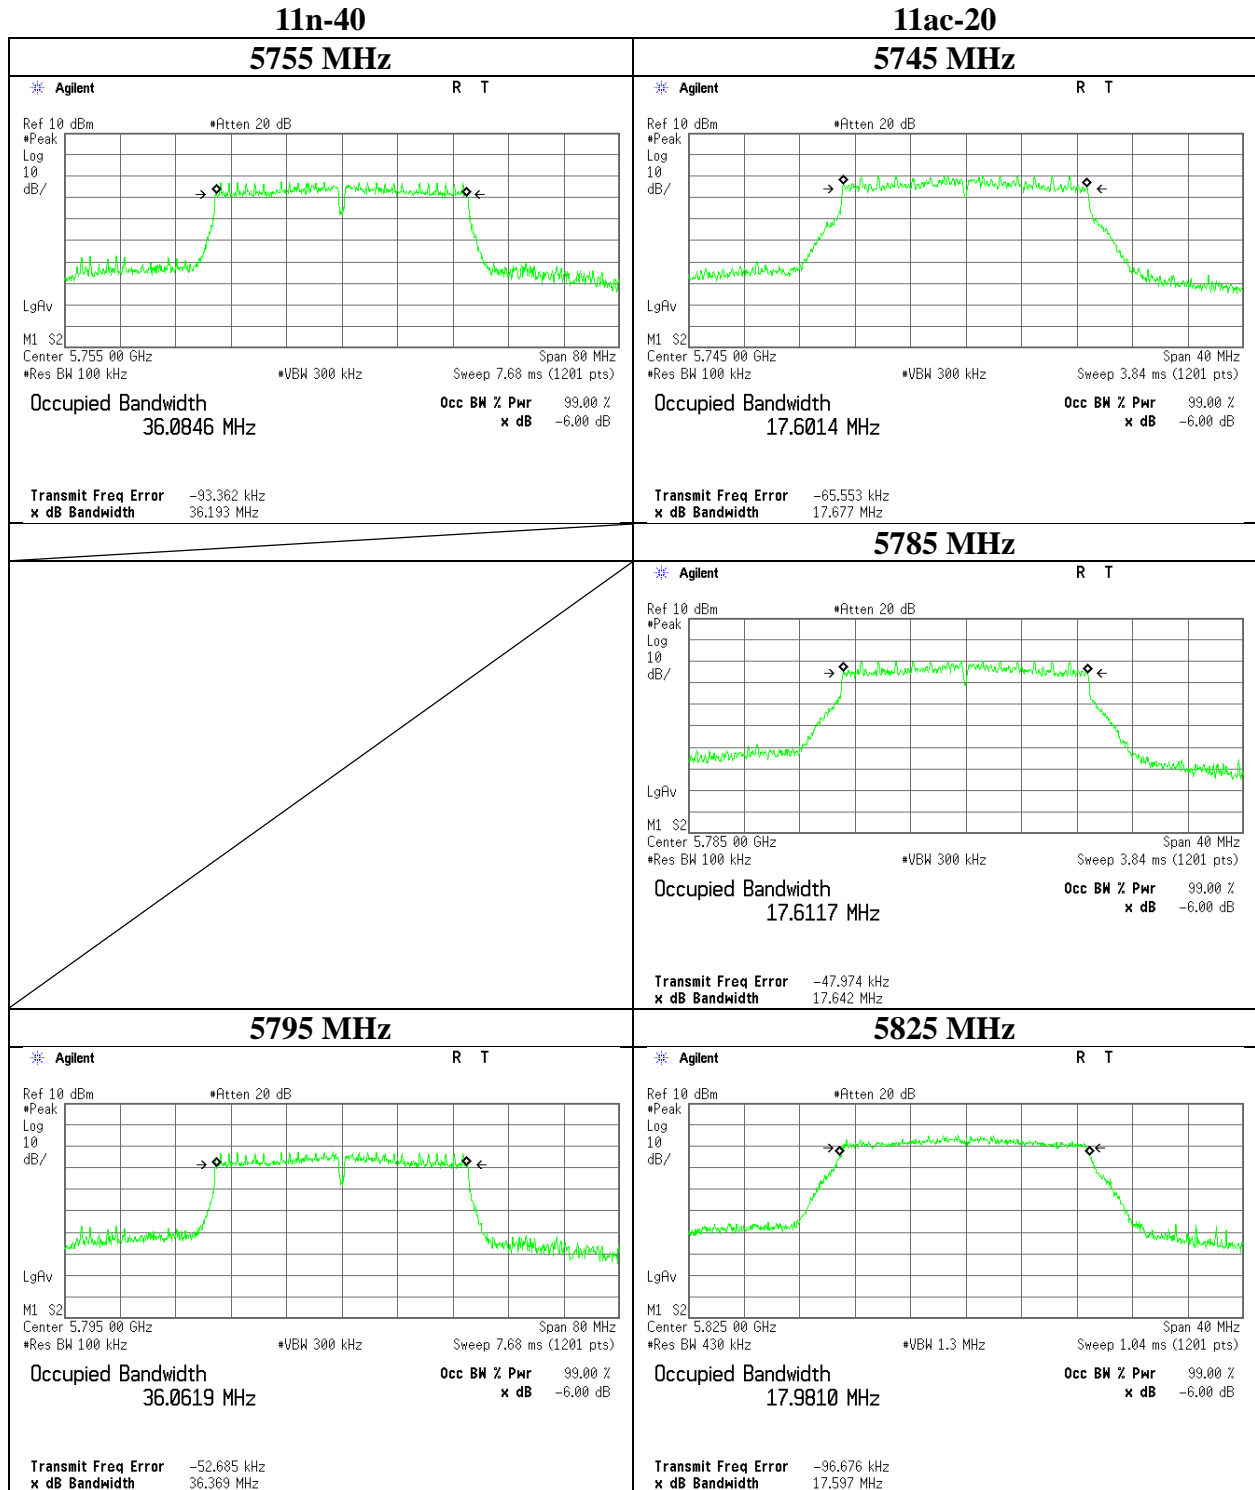 11n-40
11ac-20
5755 MHz
5745 MHz
Agilent
R T
Ref 10 dBm
#Atten 20 dB
#Peak
Log
10
dB/
LgAv
M1 S2
Center 5.755 00 GHz
Span 80 MHz
#Res BW 100 kHz
#VBW 300 kHz
Sweep 7.68 ms (1201 pts)
Occupied Bandwidth
36.0846 MHz
Occ BW % Pwr 99.00 %
x dB -6.00 dB
Transmit Freq Error -93.362 kHz
x dB Bandwidth 36.193 MHz
Agilent
R T
Ref 10 dBm
#Atten 20 dB
#Peak
Log
10
dB/
LgAv
M1 S2
Center 5.745 00 GHz
Span 40 MHz
#Res BW 100 kHz
#VBW 300 kHz
Sweep 3.84 ms (1201 pts)
Occupied Bandwidth
17.6014 MHz
Occ BW % Pwr 99.00 %
x dB -6.00 dB
Transmit Freq Error -65.553 kHz
x dB Bandwidth 17.677 MHz
5785 MHz
Agilent
R T
Ref 10 dBm
#Atten 20 dB
#Peak
Log
10
dB/
LgAv
M1 S2
Center 5.785 00 GHz
Span 40 MHz
#Res BW 100 kHz
#VBW 300 kHz
Sweep 3.84 ms (1201 pts)
Occupied Bandwidth
17.6117 MHz
Occ BW % Pwr 99.00 %
x dB -6.00 dB
Transmit Freq Error -47.974 kHz
x dB Bandwidth 17.642 MHz
5795 MHz
5825 MHz
Agilent
R T
Ref 10 dBm
#Atten 20 dB
#Peak
Log
10
dB/
LgAv
M1 S2
Center 5.795 00 GHz
Span 80 MHz
#Res BW 100 kHz
#VBW 300 kHz
Sweep 7.68 ms (1201 pts)
Occupied Bandwidth
36.0619 MHz
Occ BW % Pwr 99.00 %
x dB -6.00 dB
Transmit Freq Error -52.685 kHz
x dB Bandwidth 36.369 MHz
Agilent
R T
Ref 10 dBm
#Atten 20 dB
#Peak
Log
10
dB/
LgAv
M1 S2
Center 5.825 00 GHz
Span 40 MHz
#Res BW 430 kHz
#VBW 1.3 MHz
Sweep 1.04 ms (1201 pts)
Occupied Bandwidth
17.9810 MHz
Occ BW % Pwr 99.00 %
x dB -6.00 dB
Transmit Freq Error -96.676 kHz
x dB Bandwidth 17.597 MHz